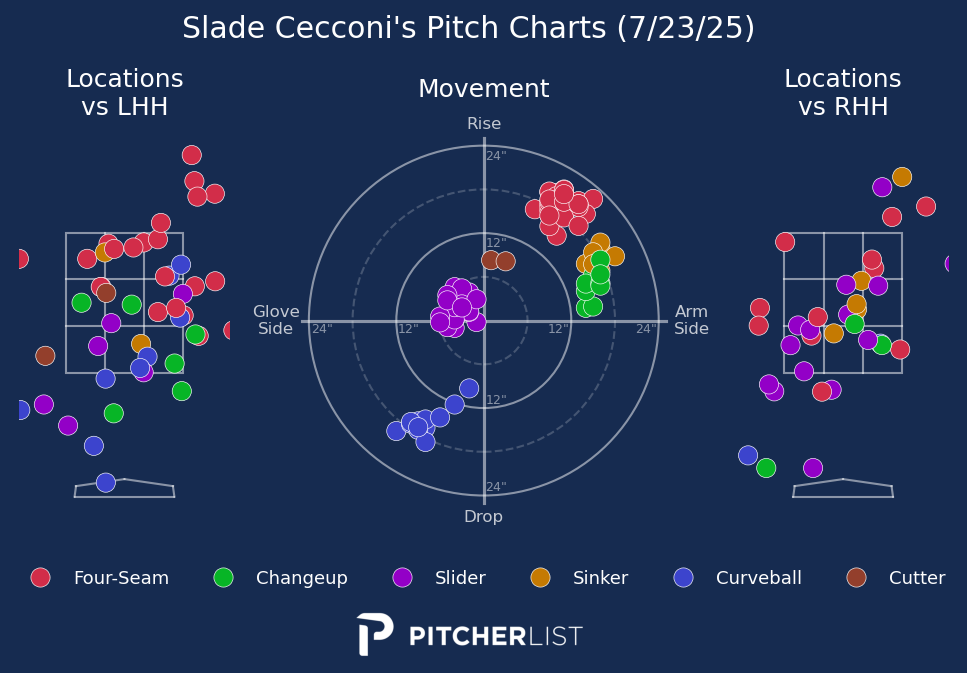 Slade Cecconi's Pitch Charts (7/23/25)
Locations
vs LHH
Movement
Locations
vs RHH
Rise
24"
12"
Glove
Side
24"
12"
12"
24"
Arm
Side
12"
24"
Drop
Four-Seam
Changeup
Slider
Sinker
Curveball
Cutter
PITCHERLIST